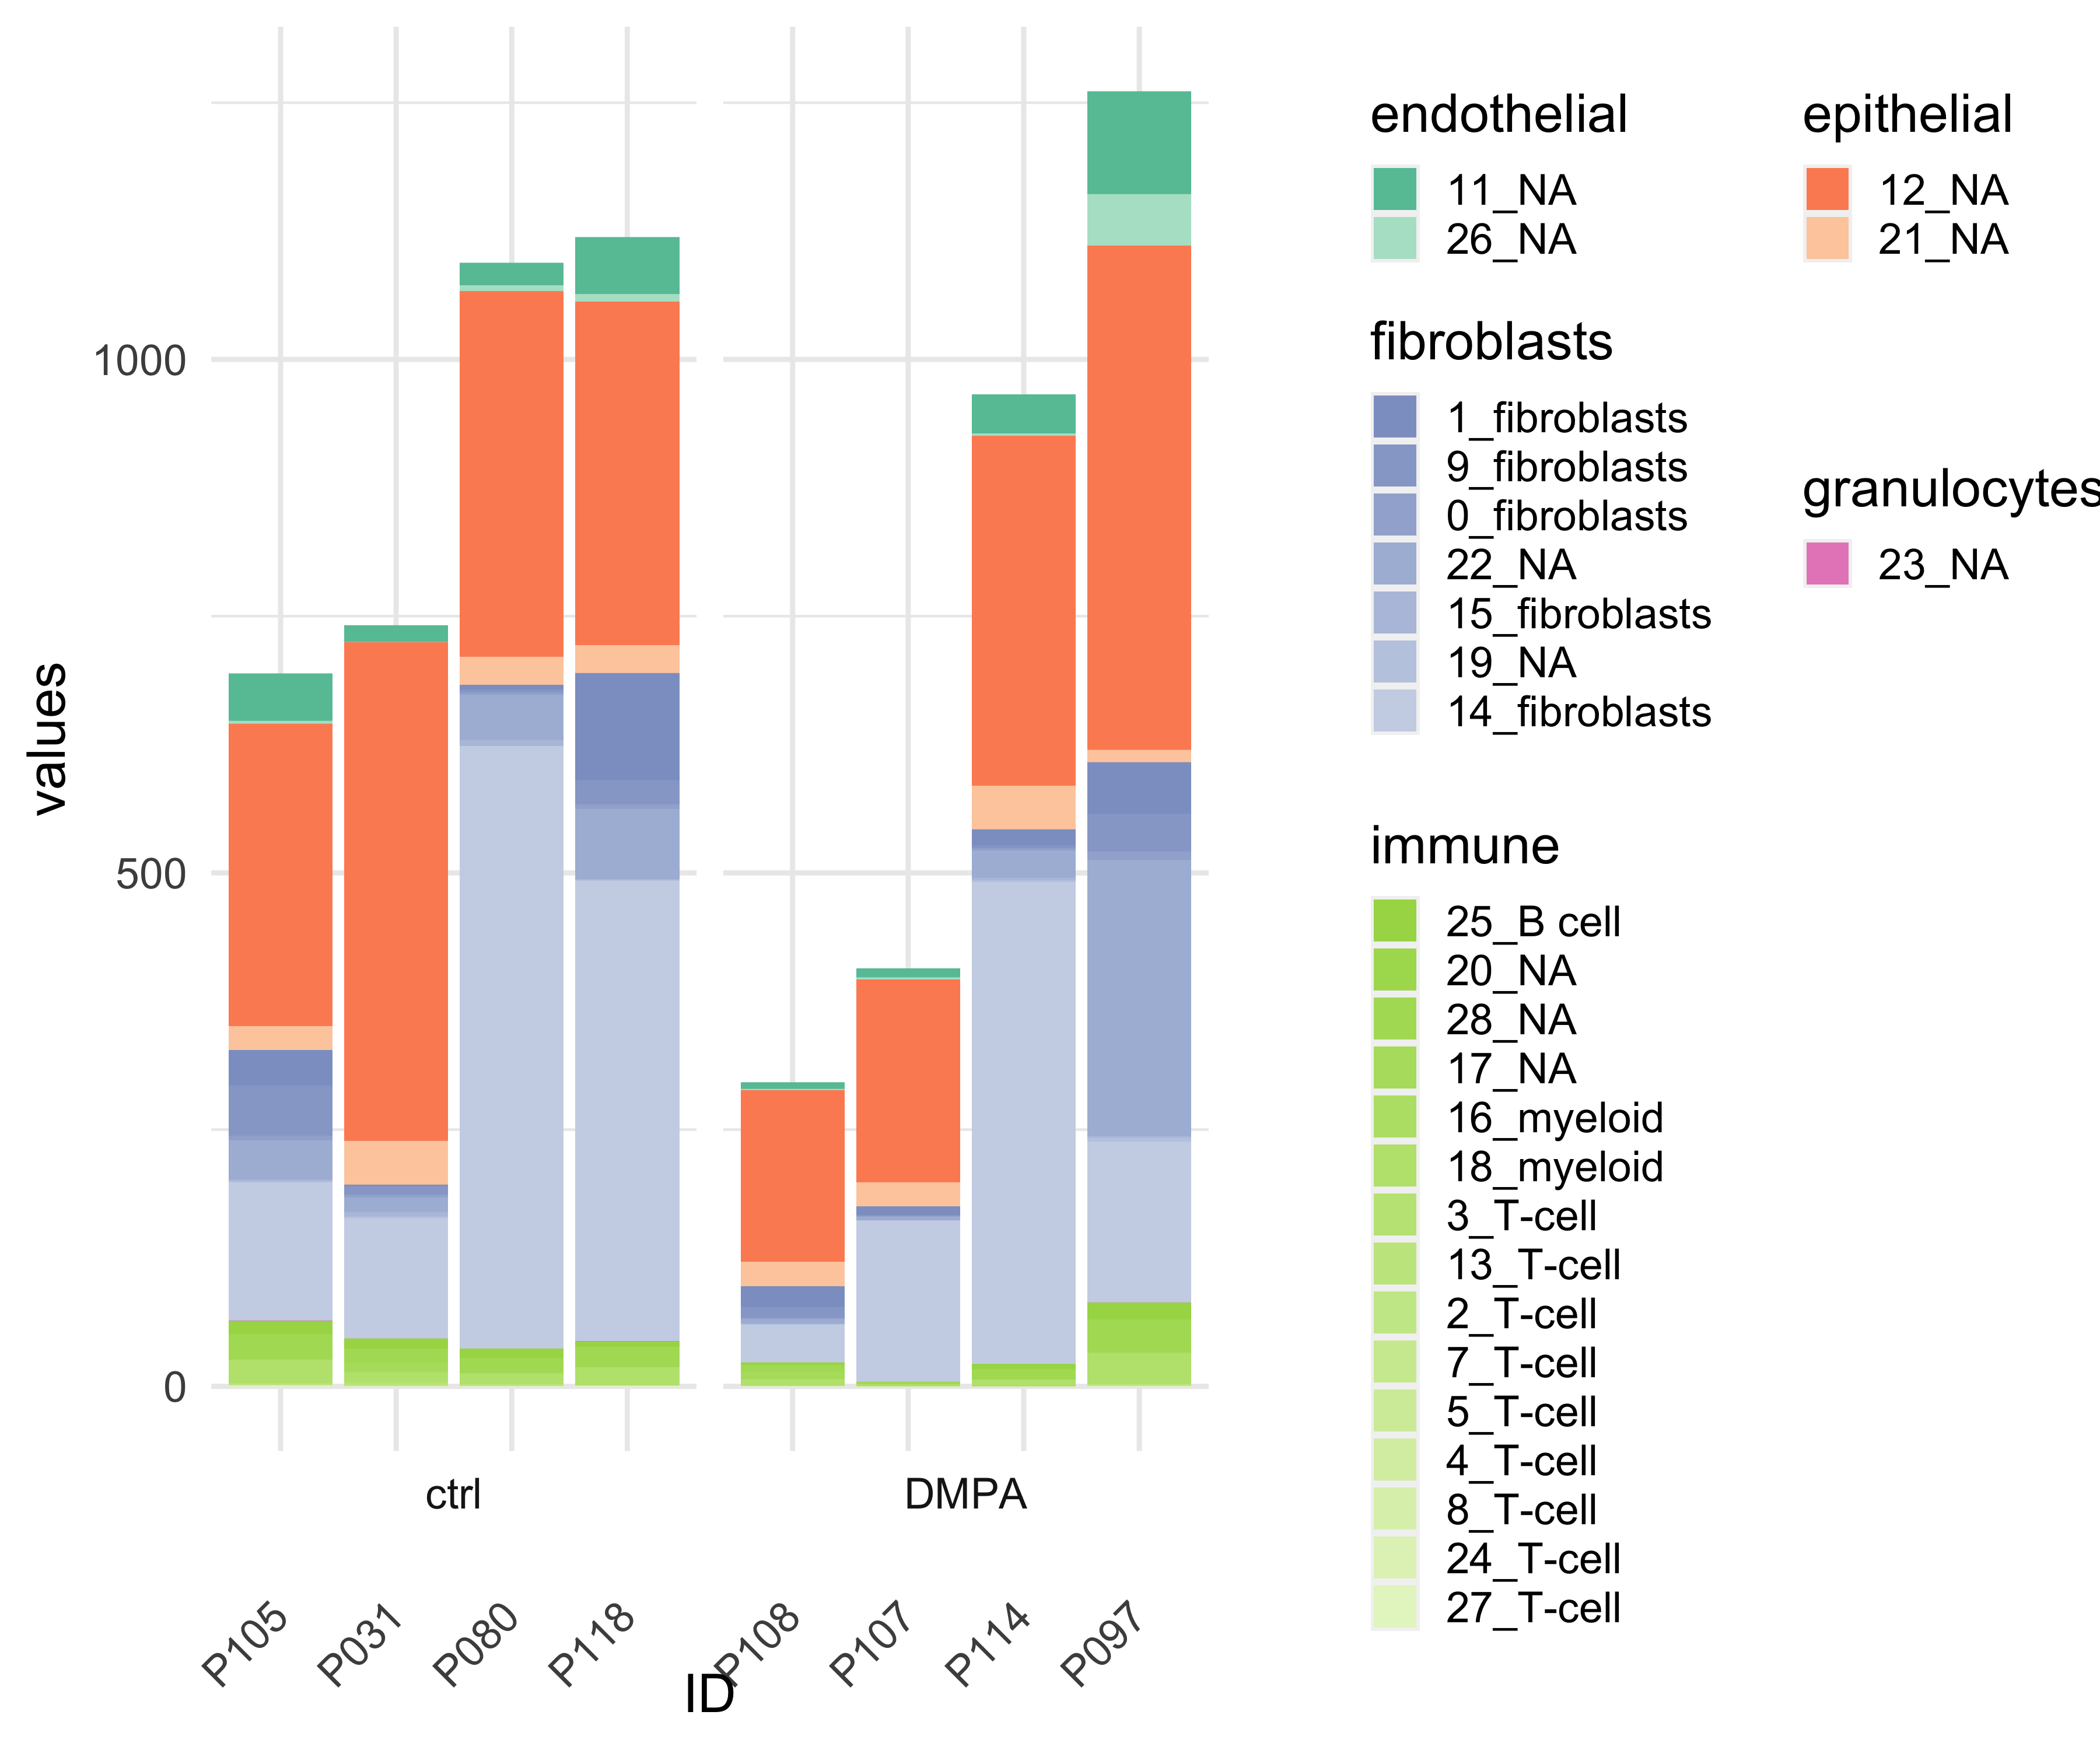 values
1000
500
0
ctrl
DMPA
P105
P031
P080
P118
P108
P107
P114
P097
ID
endothelial
11_NA
26_NA
epithelial
12_NA
21_NA
fibroblasts
1_fibroblasts
9_fibroblasts
0_fibroblasts
22_NA
15_fibroblasts
19_NA
14_fibroblasts
granulocytes
23_NA
immune
25_B cell
20_NA
28_NA
17_NA
16_myeloid
18_myeloid
3_T-cell
13_T-cell
2_T-cell
7_T-cell
5_T-cell
4_T-cell
8_T-cell
24_T-cell
27_T-cell